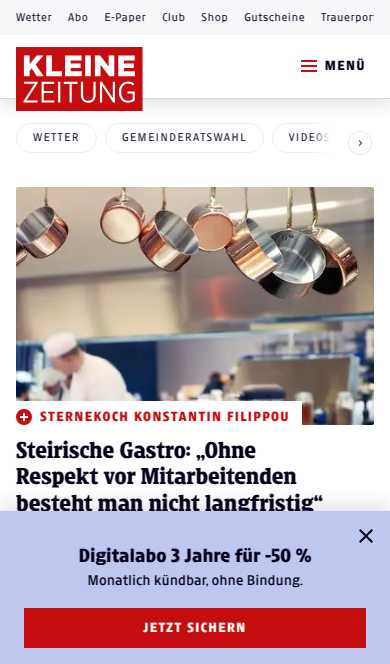 Wetter Abo E-Paper Club Shop Gutscheine Trauerpor
KLEINE
ZEITUNG
MENÜ
WETTER GEMEINDERATSWAHL VIDEOS
STERNEKOCH KONSTANTIN FILIPPOU
Steirische Gastro: „Ohne
Respekt vor Mitarbeitenden
besteht man nicht langfristig“
Digitalabo 3 Jahre für -50 %
Monatlich kündbar, ohne Bindung.
JETZT SICHERN